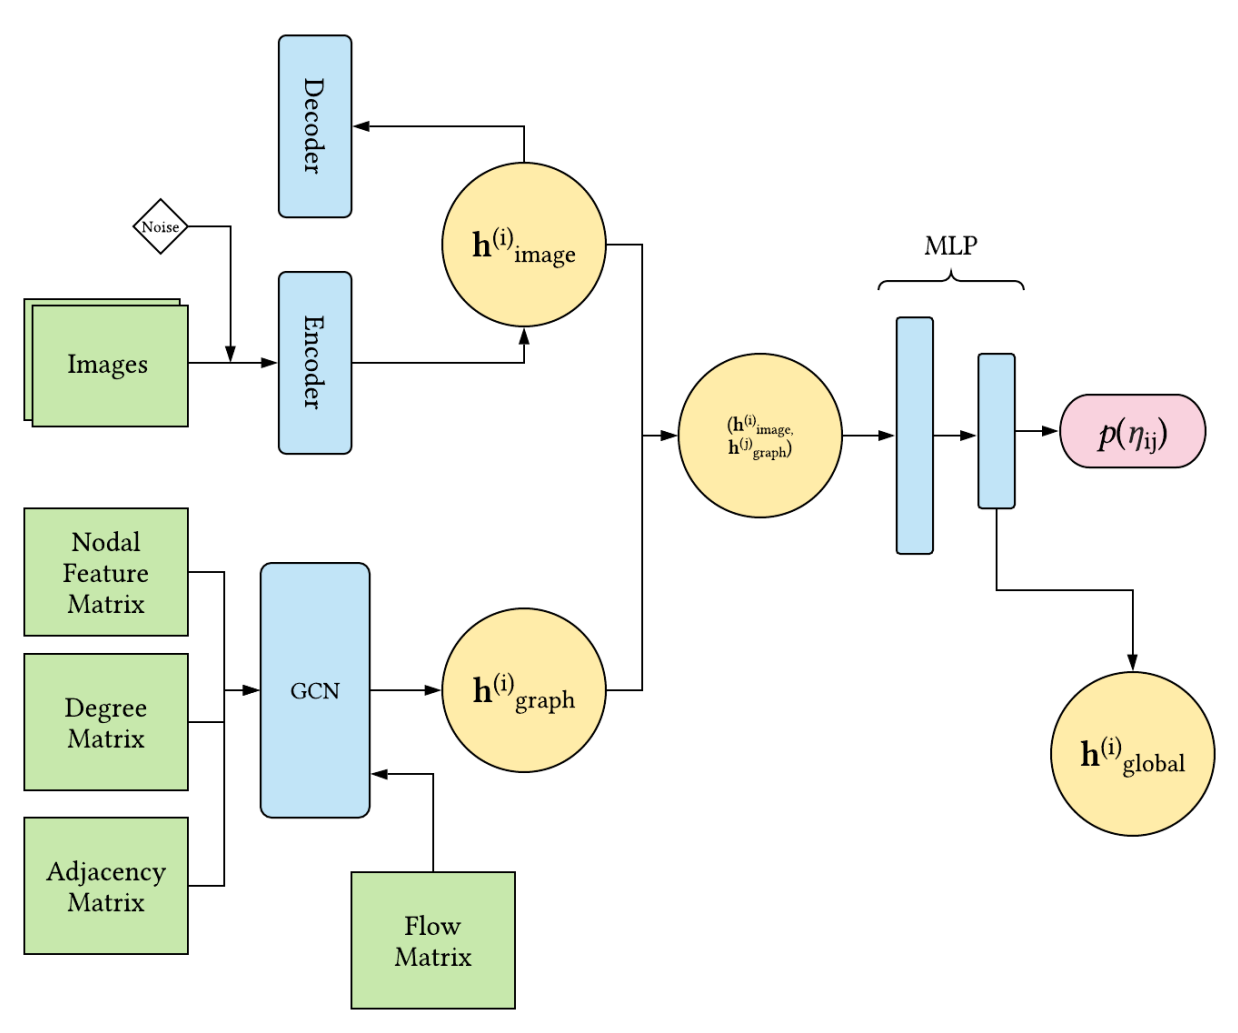 Decoder
Noise
h(i)image
MLP
Images
Encoder
(h(i)image,
h(j)graph)
p(ηij)
Nodal
Feature
Matrix
Degree
Matrix
GCN
h(i)graph
h(i)global
Adjacency
Matrix
Flow
Matrix